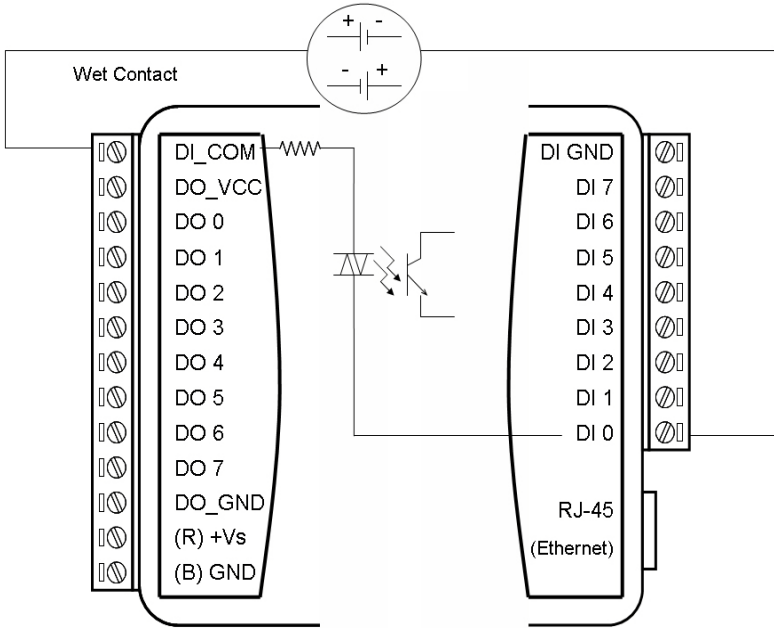 + -
- +
Wet Contact
DI_COM
DO_VCC
DO 0
DO 1
DO 2
DO 3
DO 4
DO 5
DO 6
DO 7
DO_GND
(R) +Vs
(B) GND
DI GND
DI 7
DI 6
DI 5
DI 4
DI 3
DI 2
DI 1
DI 0
RJ-45
(Ethernet)